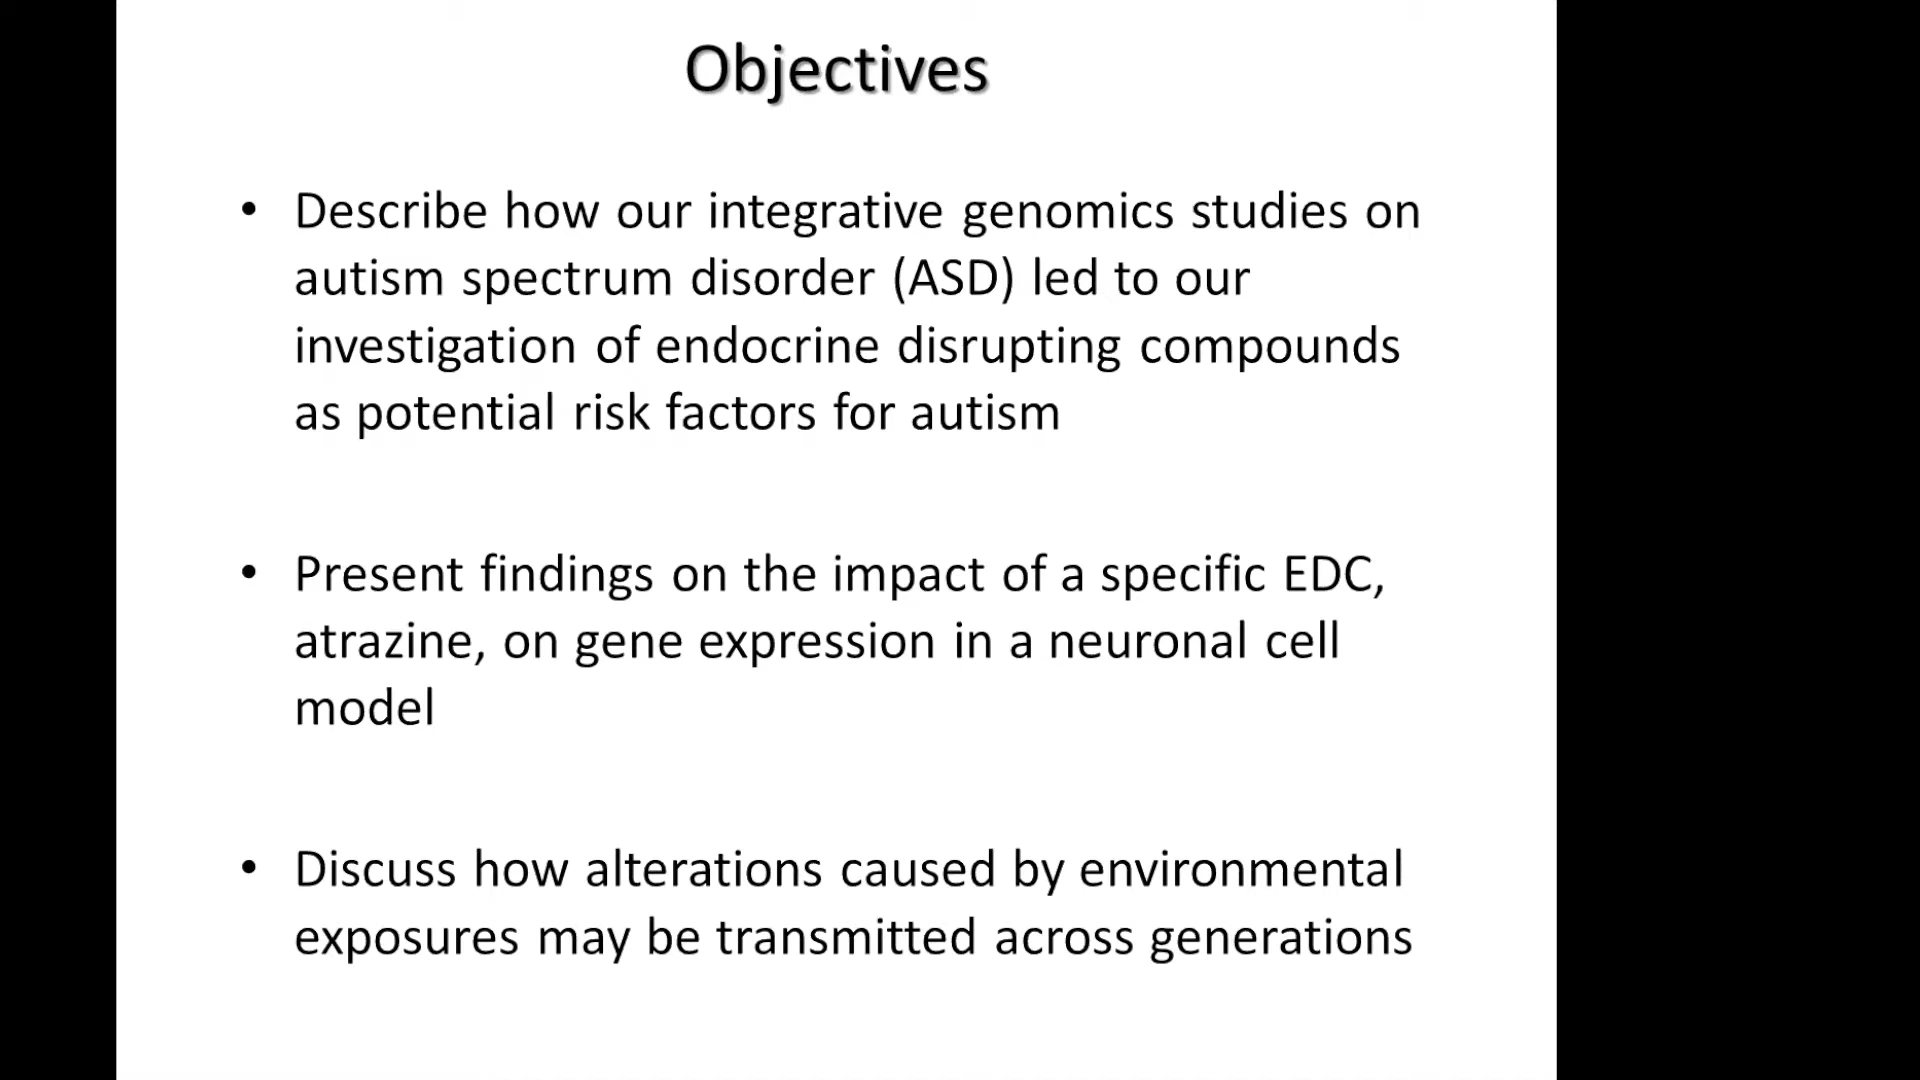 Objectives
• Describe how our integrative genomics studies on
autism spectrum disorder (ASD) led to our
investigation of endocrine disrupting compounds
as potential risk factors for autism
• Present findings on the impact of a specific EDC,
atrazine, on gene expression in a neuronal cell
model
• Discuss how alterations caused by environmental
exposures may be transmitted across generations